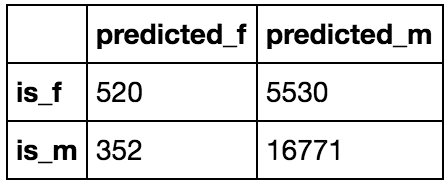 predicted_f predicted_m
is_f 520 5530
is_m 352 16771